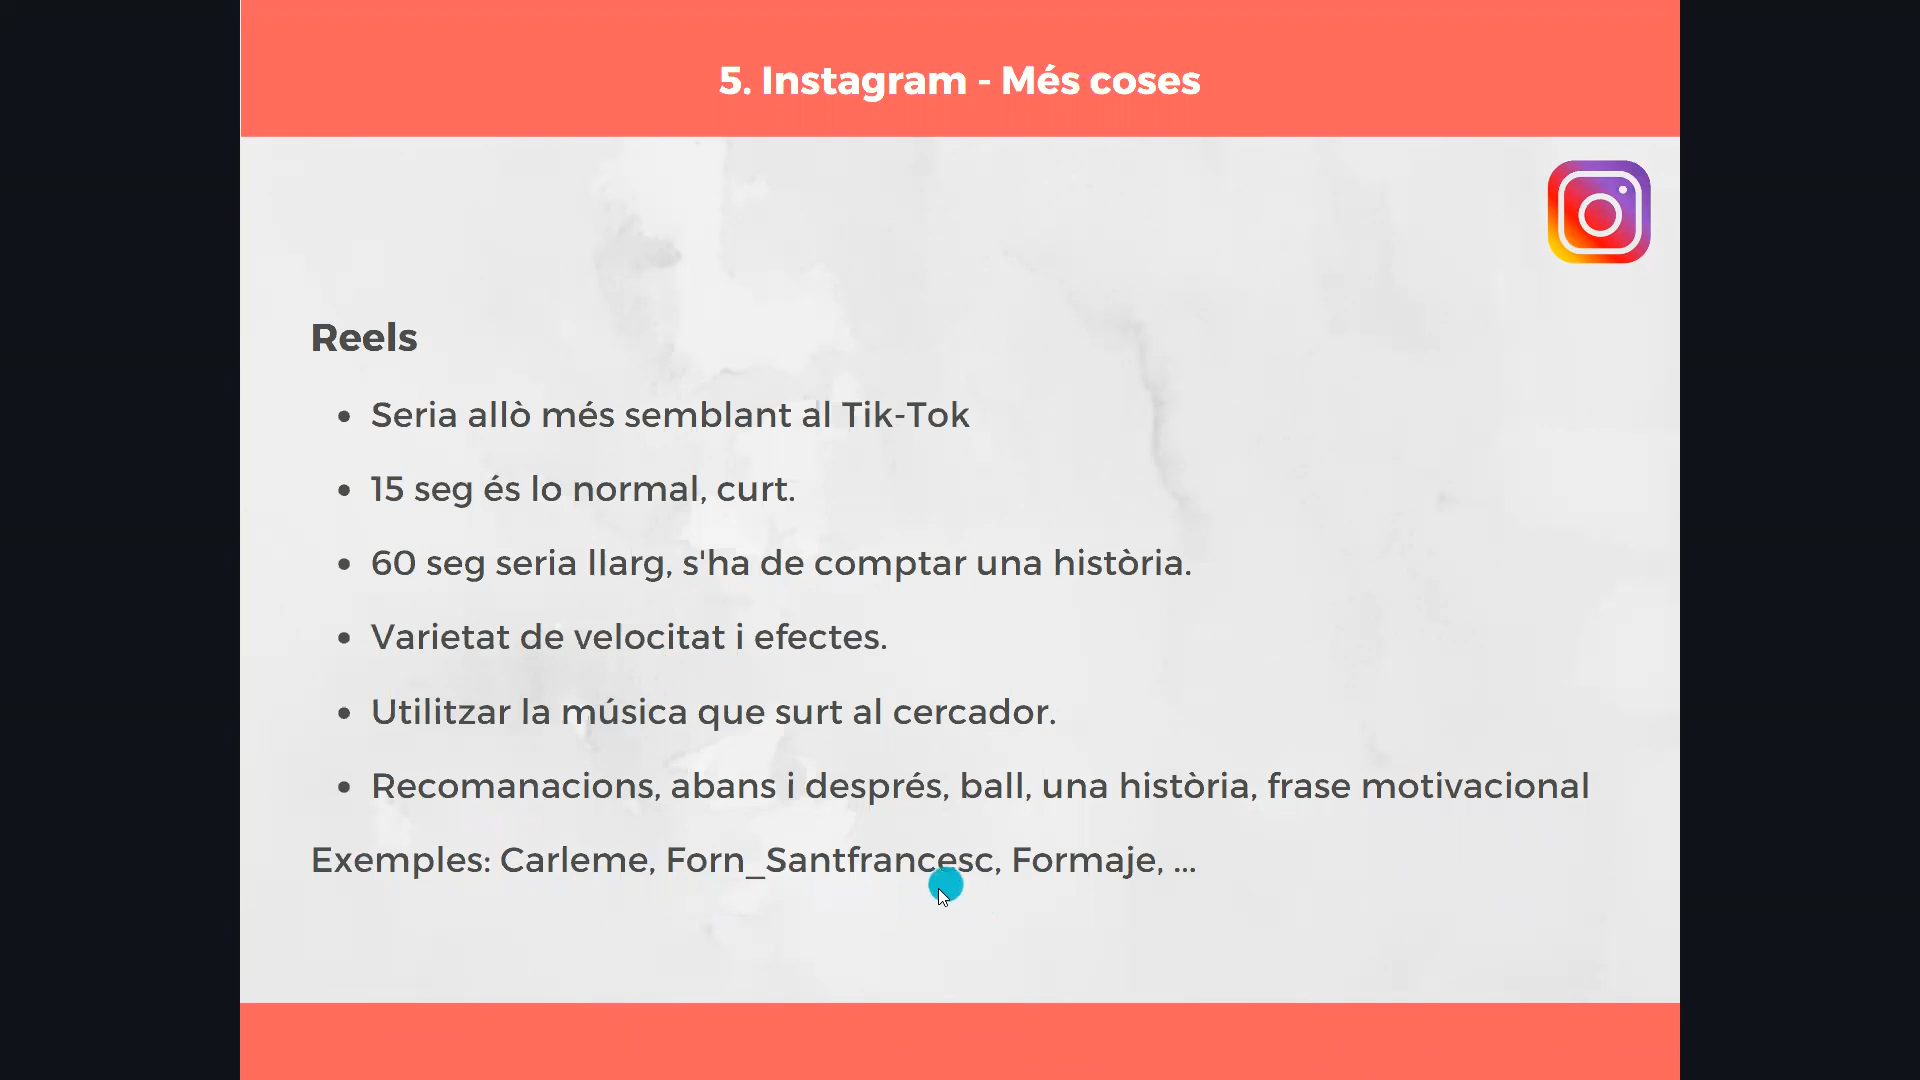 5. Instagram - Més coses
Reels
• Seria allò més semblant al Tik-Tok
• 15 seg és lo normal, curt.
• 60 seg seria llarg, s'ha de comptar una història.
• Varietat de velocitat i efectes.
• Utilitzar la música que surt al cercador.
• Recomanacions, abans i després, ball, una història, frase motivacional
Exemples: Carleme, Forn_Santfrancesc, Formaje, ...